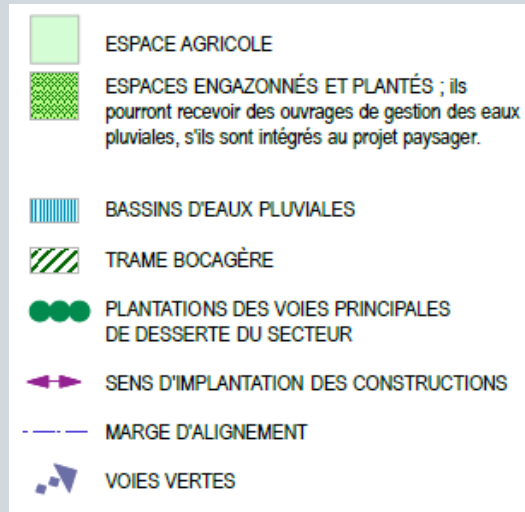 ESPACE AGRICOLE
ESPACES ENGAZONNÉS ET PLANTÉS ; ils
pourront recevoir des ouvrages de gestion des eaux
pluviales, s'ils sont intégrés au projet paysager.
BASSINS D'EAUX PLUVIALES
TRAME BOCAGÈRE
PLANTATIONS DES VOIES PRINCIPALES
DE DESSERTE DU SECTEUR
SENS D'IMPLANTATION DES CONSTRUCTIONS
MARGE D'ALIGNEMENT
VOIES VERTES